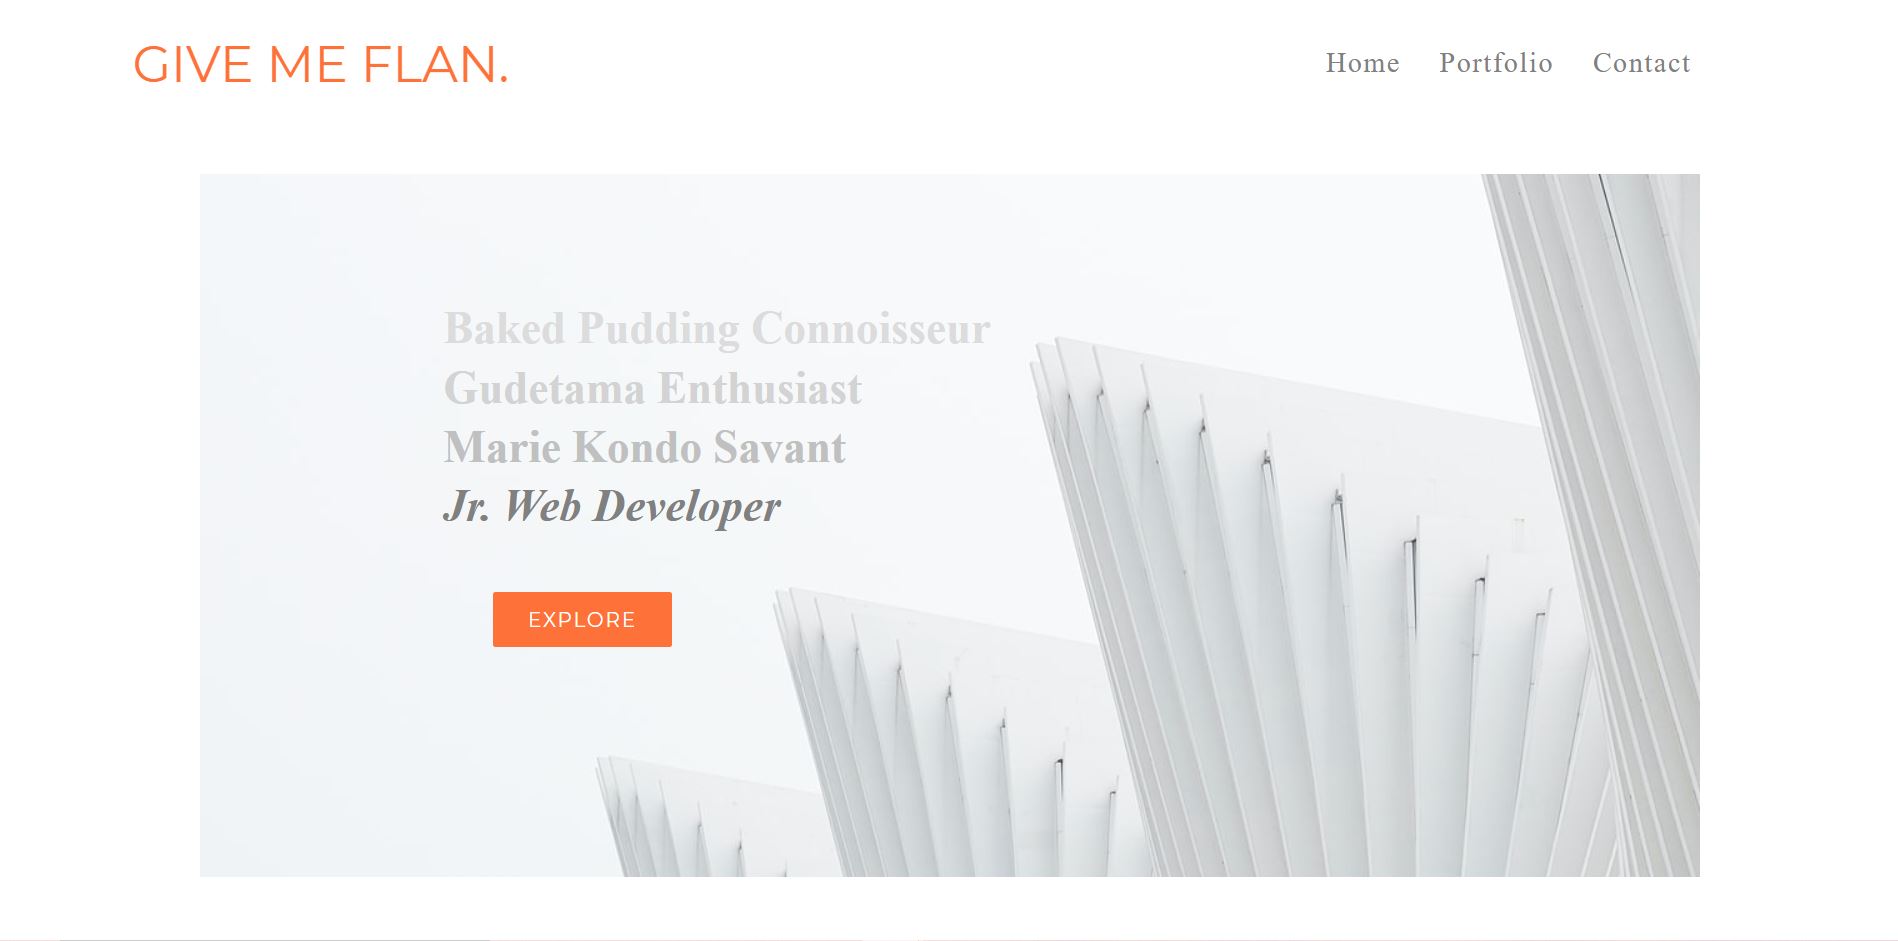 GIVE ME FLAN.
Home Portfolio Contact
Baked Pudding Connoisseur
Gudetama Enthusiast
Marie Kondo Savant
Jr. Web Developer
EXPLORE